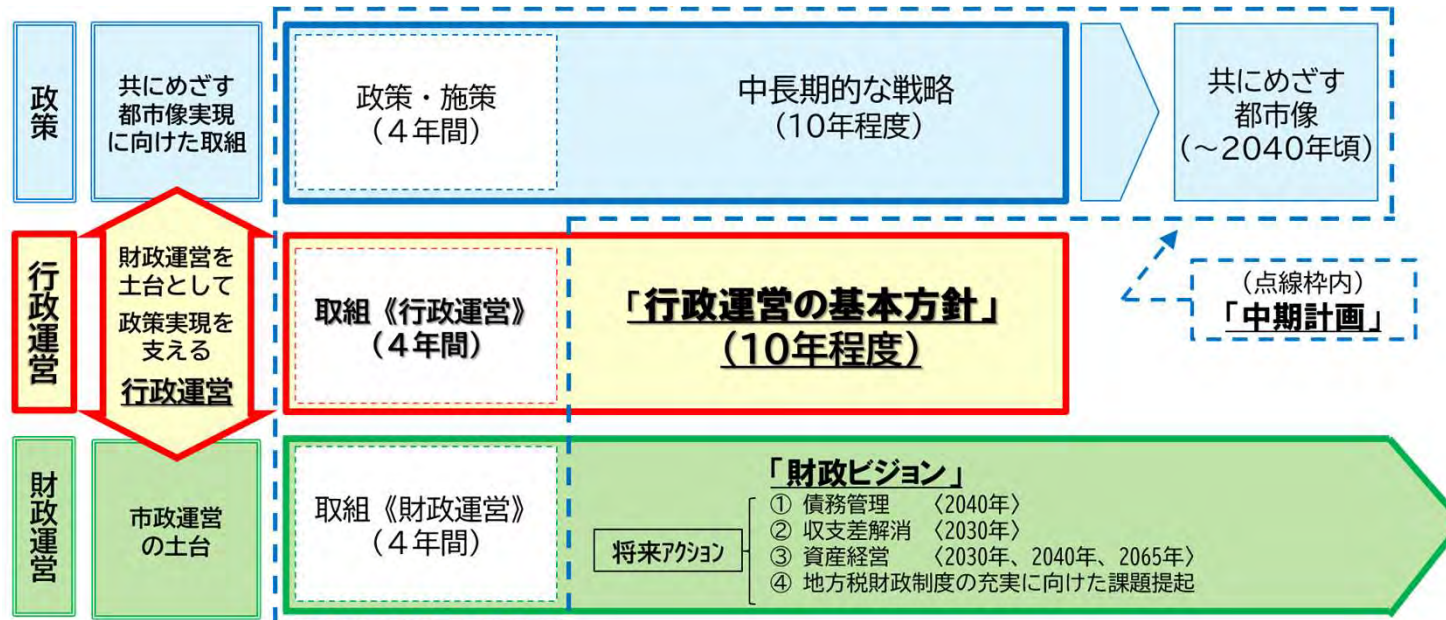 政策
共にめざす
都市像実現
に向けた取組
政策・施策
(4年間)
中長期的な戦略
(10年程度)
共にめざす
都市像
(～2040年頃)
行政運営
財政運営を
土台として
政策実現を
支える
行政運営
取組《行政運営》
(4年間)
「行政運営の基本方針」
(10年程度)
(点線枠内)
「中期計画」
財政運営
市政運営
の土台
取組《財政運営》
(4年間)
「財政ビジョン」
将来アクション
① 債務管理 〈2040年〉
② 収支差解消 〈2030年〉
③ 資産経営 〈2030年、2040年、2065年〉
④ 地方税財政制度の充実に向けた課題提起